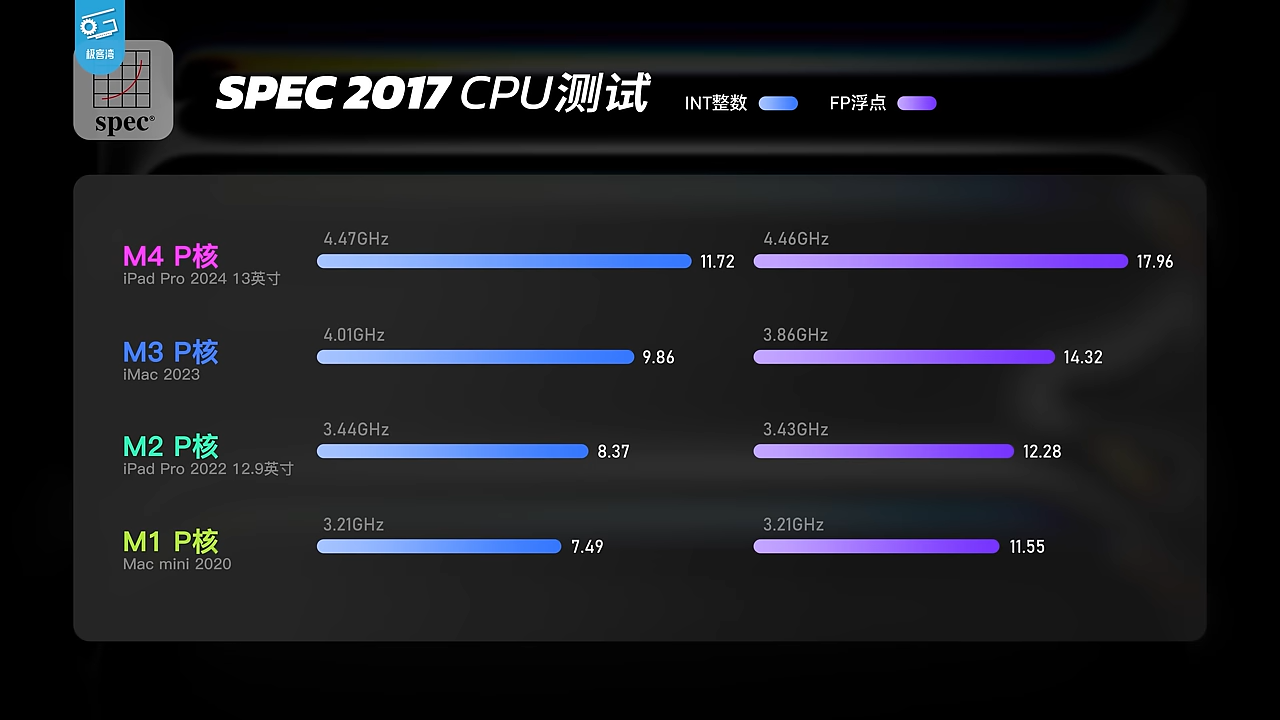 极客湾
spec®
SPEC 2017 CPU测试
INT整数
FP浮点
M4 P核
iPad Pro 2024 13英寸
4.47GHz
11.72
4.46GHz
17.96
M3 P核
iMac 2023
4.01GHz
9.86
3.86GHz
14.32
M2 P核
iPad Pro 2022 12.9英寸
3.44GHz
8.37
3.43GHz
12.28
M1 P核
Mac mini 2020
3.21GHz
7.49
3.21GHz
11.55